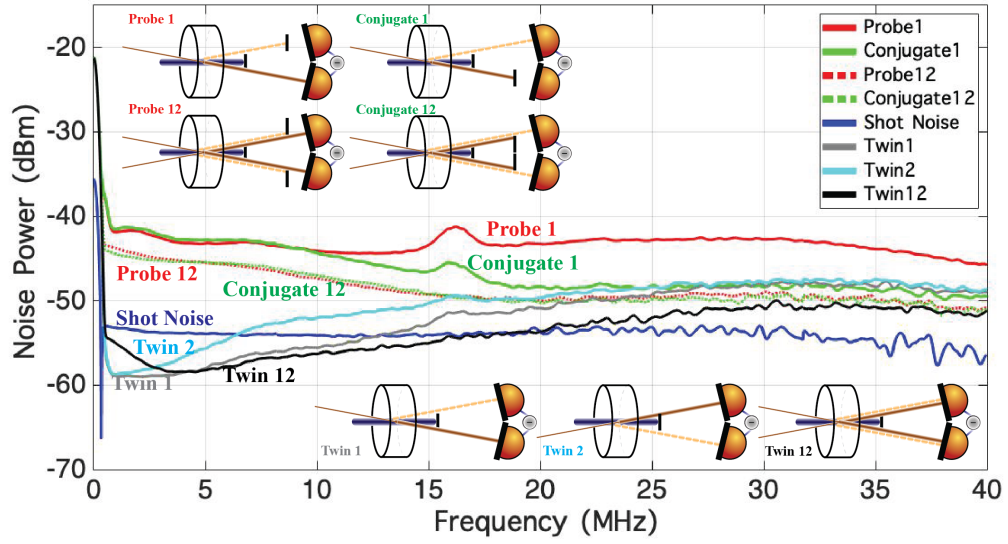 Probe 1
Conjugate 1
Probe 12
Conjugate 12
Probe1
Conjugate1
Probe12
Conjugate12
Shot Noise
Twin1
Twin2
Twin12
-20
-30
-40
-50
-60
-70
Noise Power (dBm)
Probe 1
Conjugate 1
Probe 12
Conjugate 12
Shot Noise
Twin 2
Twin 1
Twin 12
Twin 1
Twin 2
Twin 12
0 5 10 15 20 25 30 35 40
Frequency (MHz)